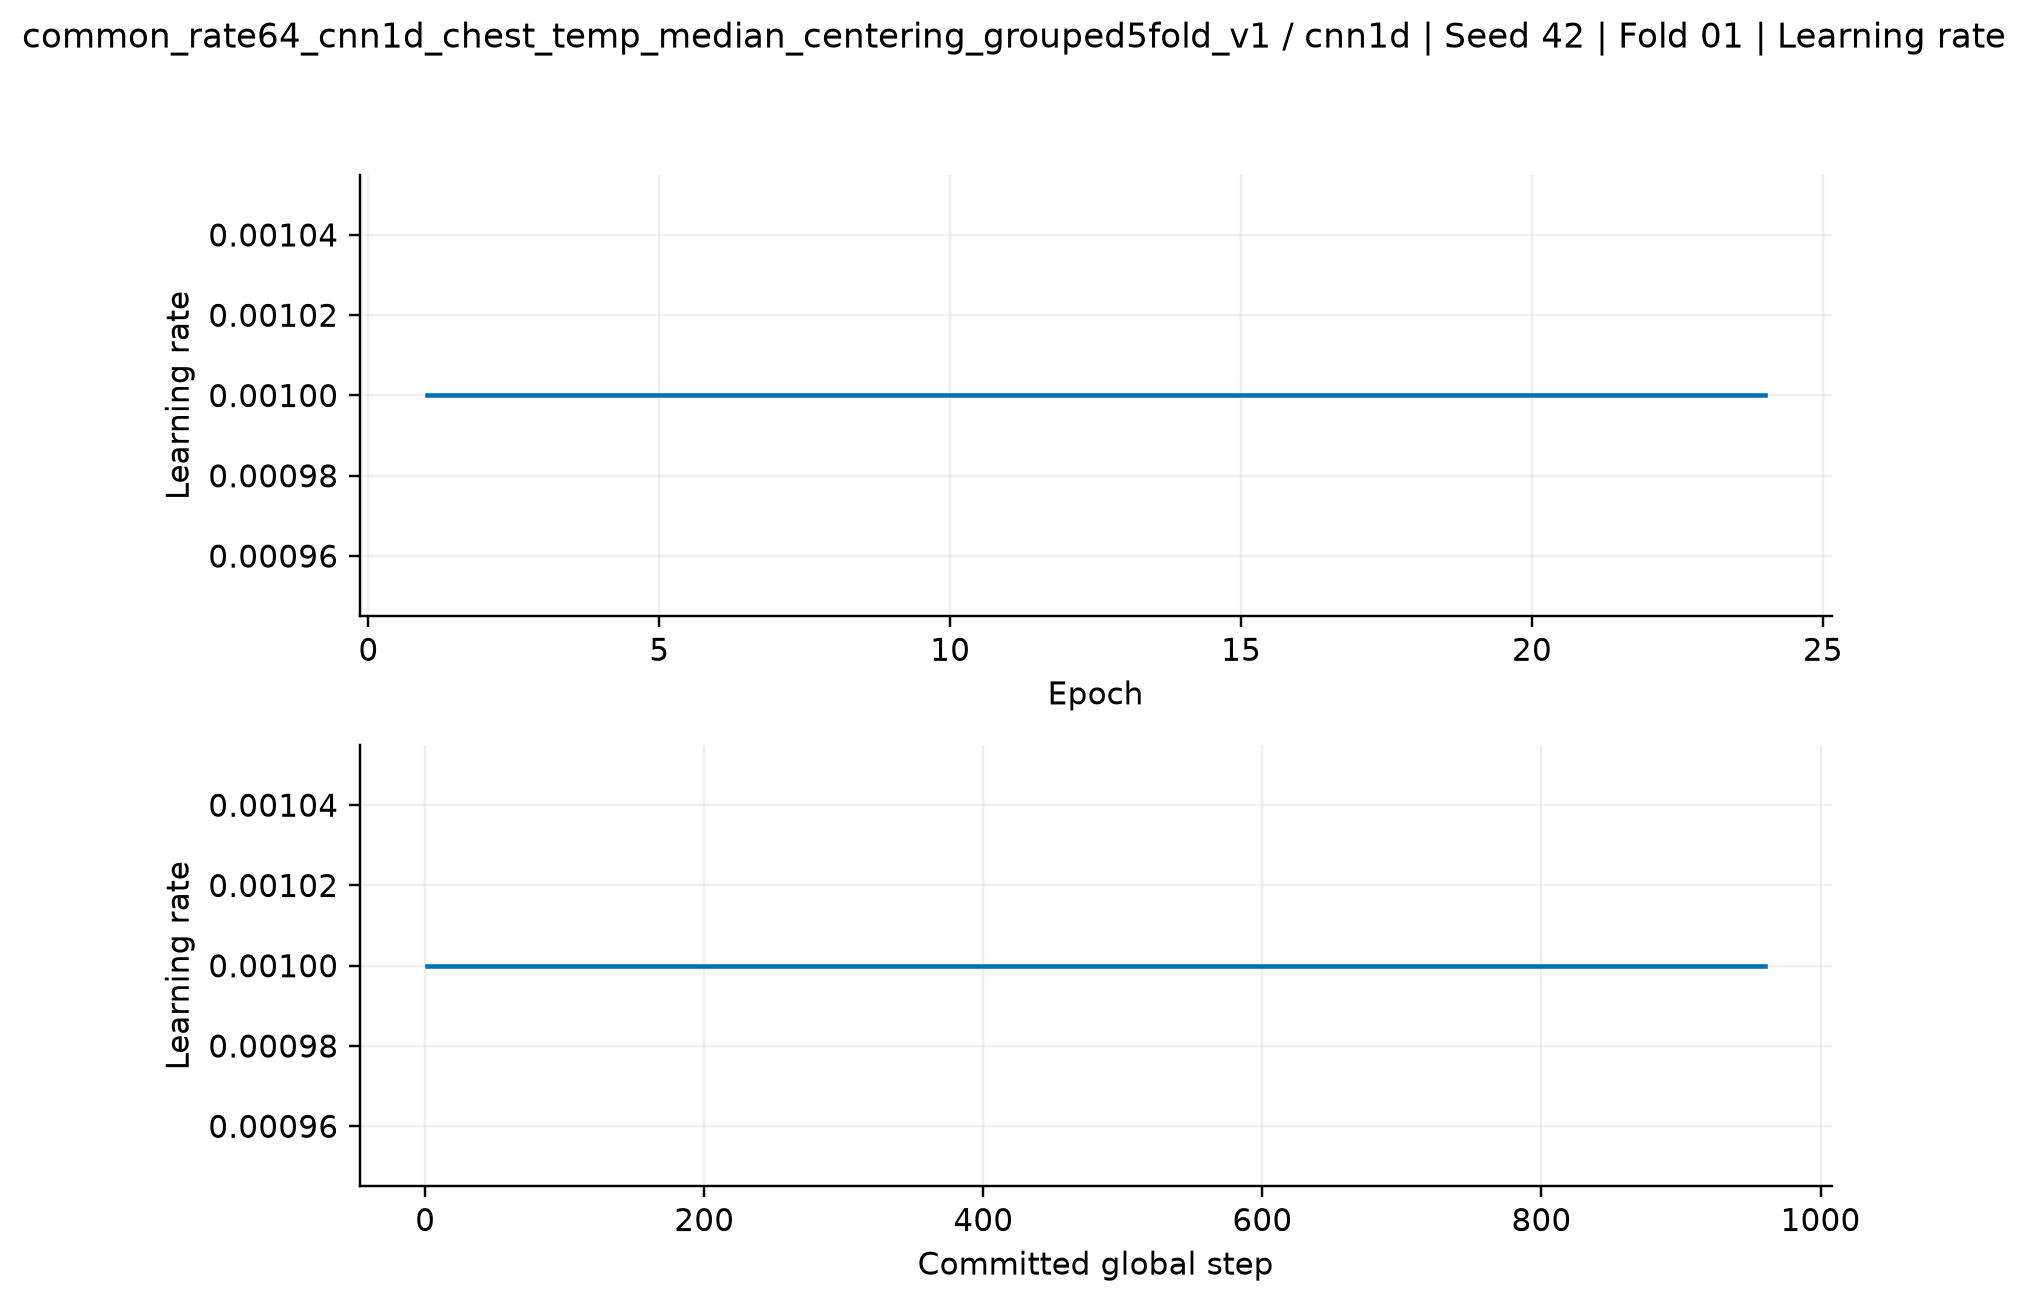 common_rate64_cnn1d_chest_temp_median_centering_grouped5fold_v1 / cnn1d | Seed 42 | Fold 01 | Learning rate
Learning rate
0.00104
0.00102
0.00100
0.00098
0.00096
0 5 10 15 20 25
Epoch
Learning rate
0.00104
0.00102
0.00100
0.00098
0.00096
0 200 400 600 800 1000
Committed global step